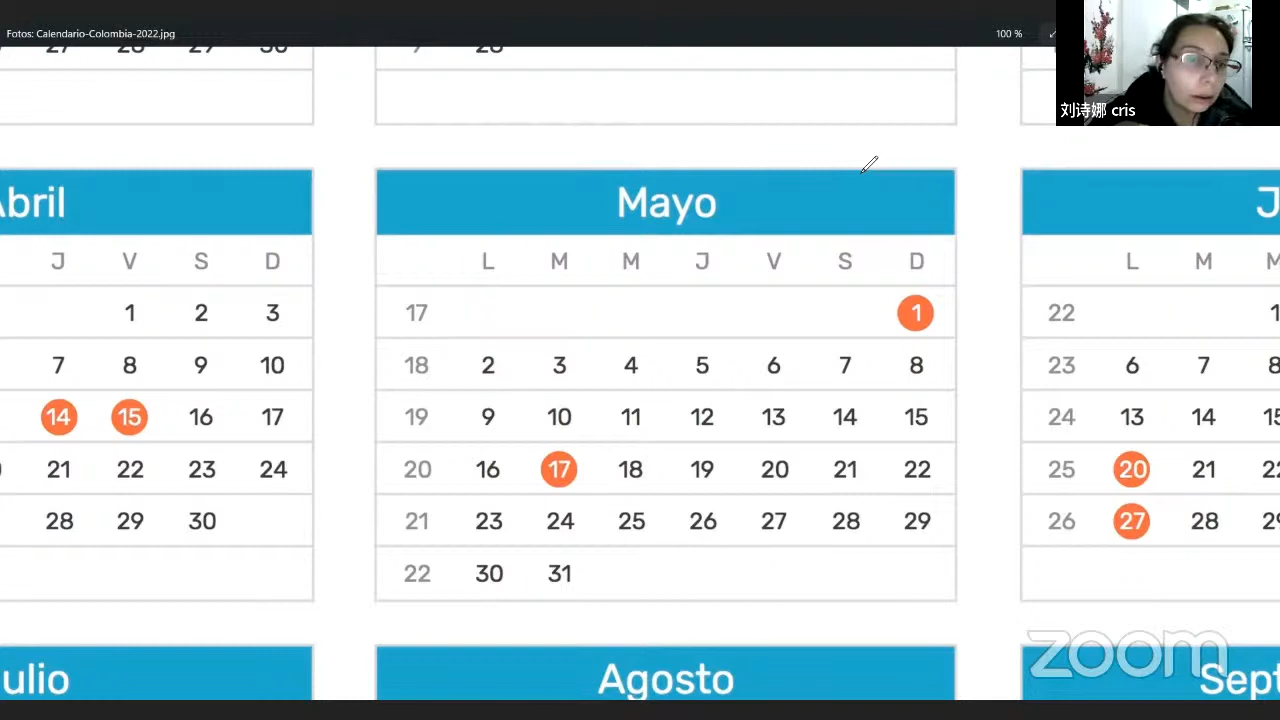 Fotos: Calendario-Colombia-2022.jpg
100 %
刘诗娜 cris
27 28 29 30
28
Abril
J V S D
1 2 3
7 8 9 10
14 15 16 17
21 22 23 24
28 29 30
Mayo
L M M J V S D
17 1
18 2 3 4 5 6 7 8
19 9 10 11 12 13 14 15
20 16 17 18 19 20 21 22
21 23 24 25 26 27 28 29
22 30 31
J
L M M
22 1
23 6 7 8
24 13 14 15
25 20 21 22
26 27 28 29
ulio
Agosto
Sept
zoom